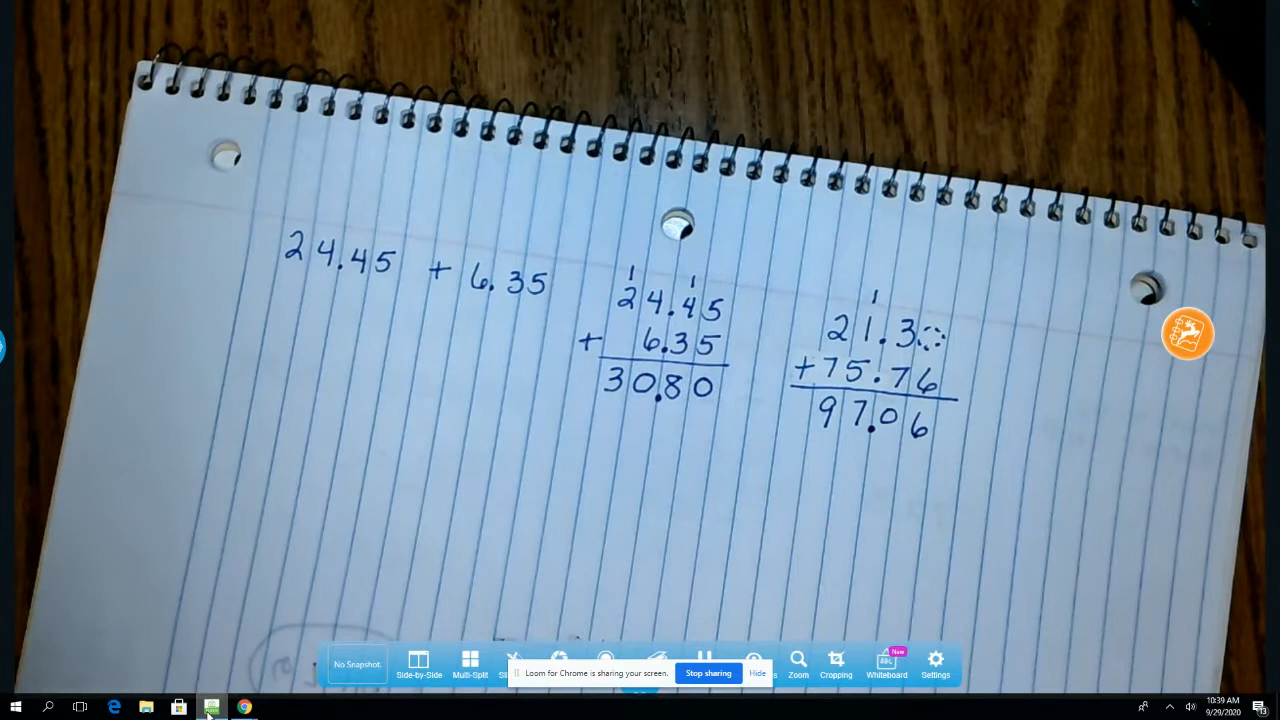 24.45 + 6.35
1 1
24.45
+ 6.35
30.80
1
21.3
+75.76
97.06
No Snapshot.
Side-by-Side
Multi-Split
Zoom
Cropping
New
Whiteboard
Settings
Loom for Chrome is sharing your screen.
Stop sharing
Hide
10:39 AM
9/29/2020